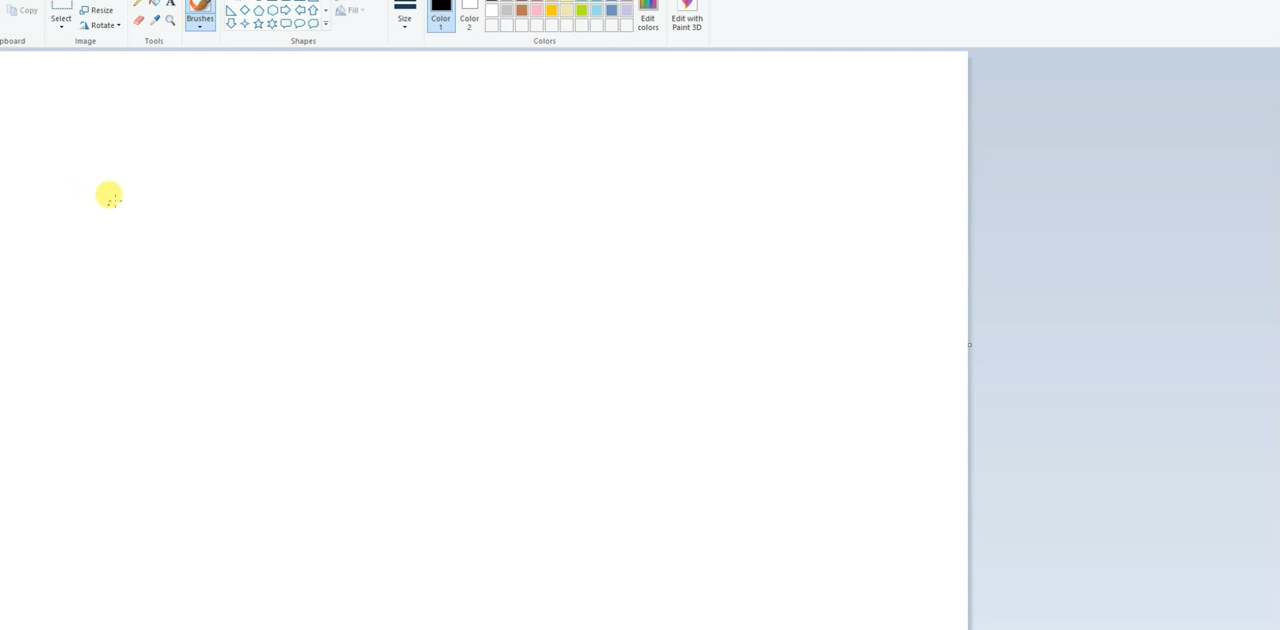 Copy
Select
Resize
Rotate
A
Brushes
Fill
Size
Color
1
Color
2
Edit
colors
Edit with
Paint 3D
pboard
Image
Tools
Shapes
Colors